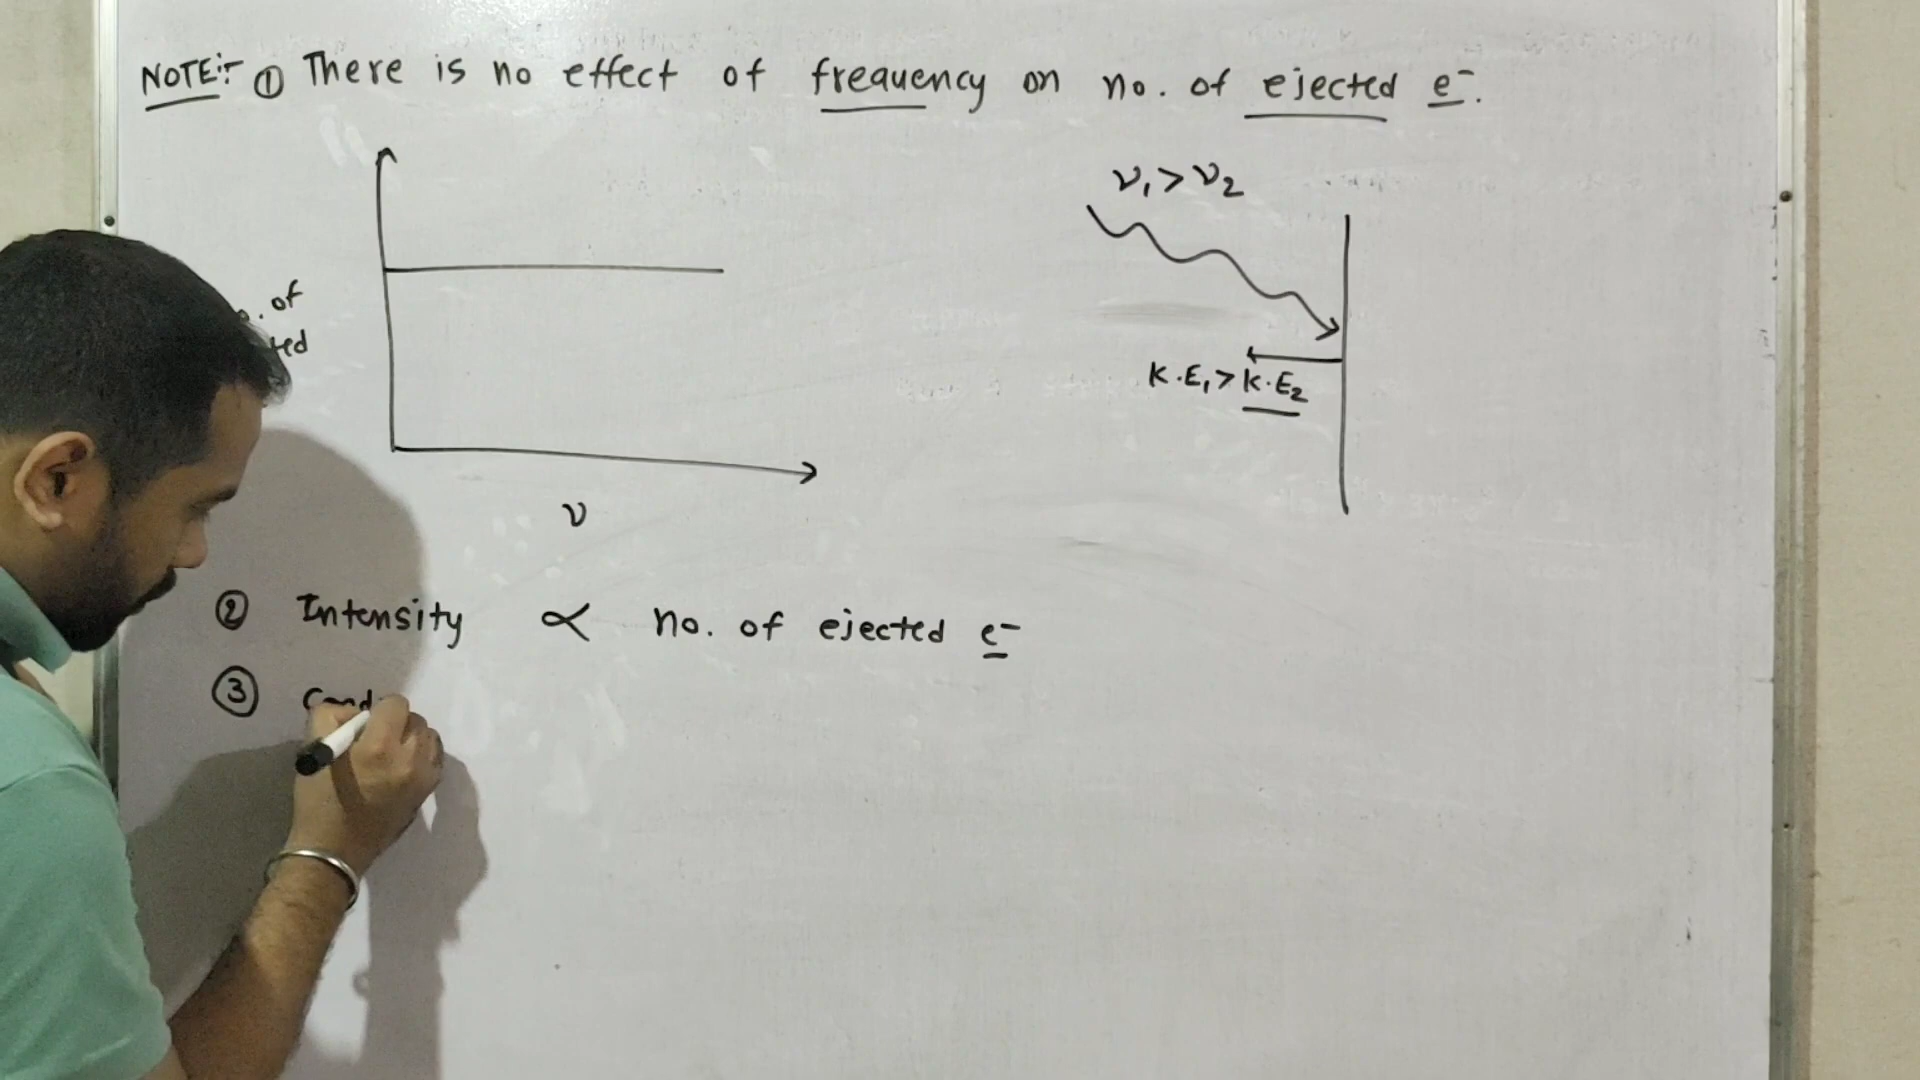 NOTE:- ① There is no effect of frequency on no. of ejected e⁻.
ν₁ > ν₂
. of
K.E₁ > K.E₂
ν
② Intensity ∝ no. of ejected e⁻
③